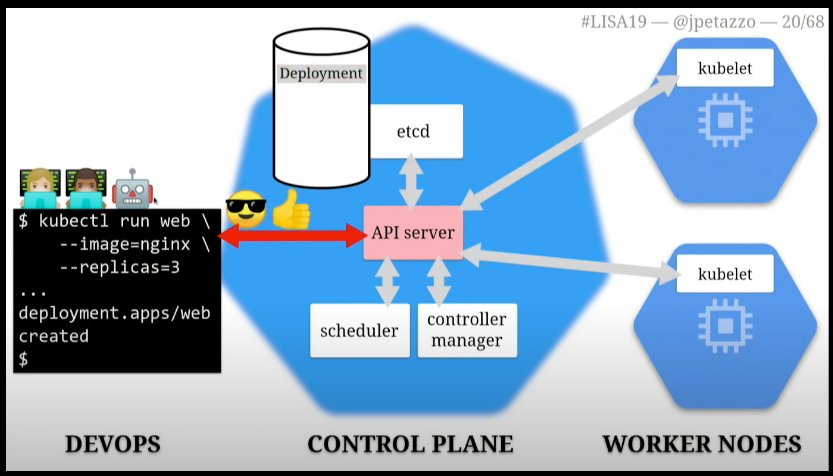 #LISA19 — @jpetazzo — 20/68
Deployment
etcd
kubelet
$ kubectl run web \
--image=nginx \
--replicas=3
...
deployment.apps/web
created
$
API server
kubelet
scheduler
controller
manager
DEVOPS
CONTROL PLANE
WORKER NODES